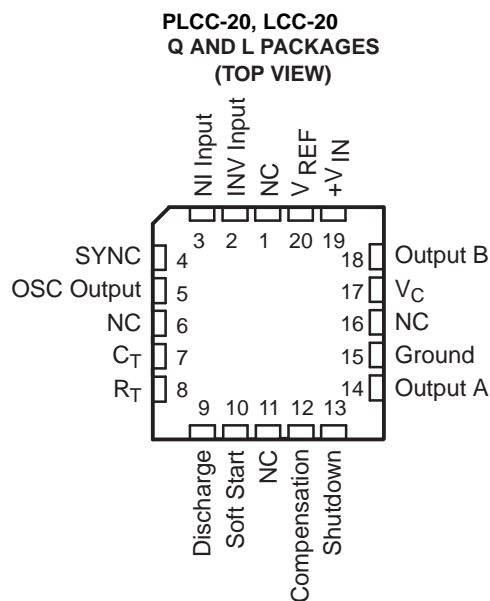 PLCC-20, LCC-20
Q AND L PACKAGES
(TOP VIEW)
NI Input
INV Input
NC
VREF
+VIN
3 2 1 20 19
SYNC 4
OSC Output 5
NC 6
CT 7
RT 8
18 Output B
17 VC
16 NC
15 Ground
14 Output A
9 10 11 12 13
Discharge
Soft Start
NC
Compensation
Shutdown